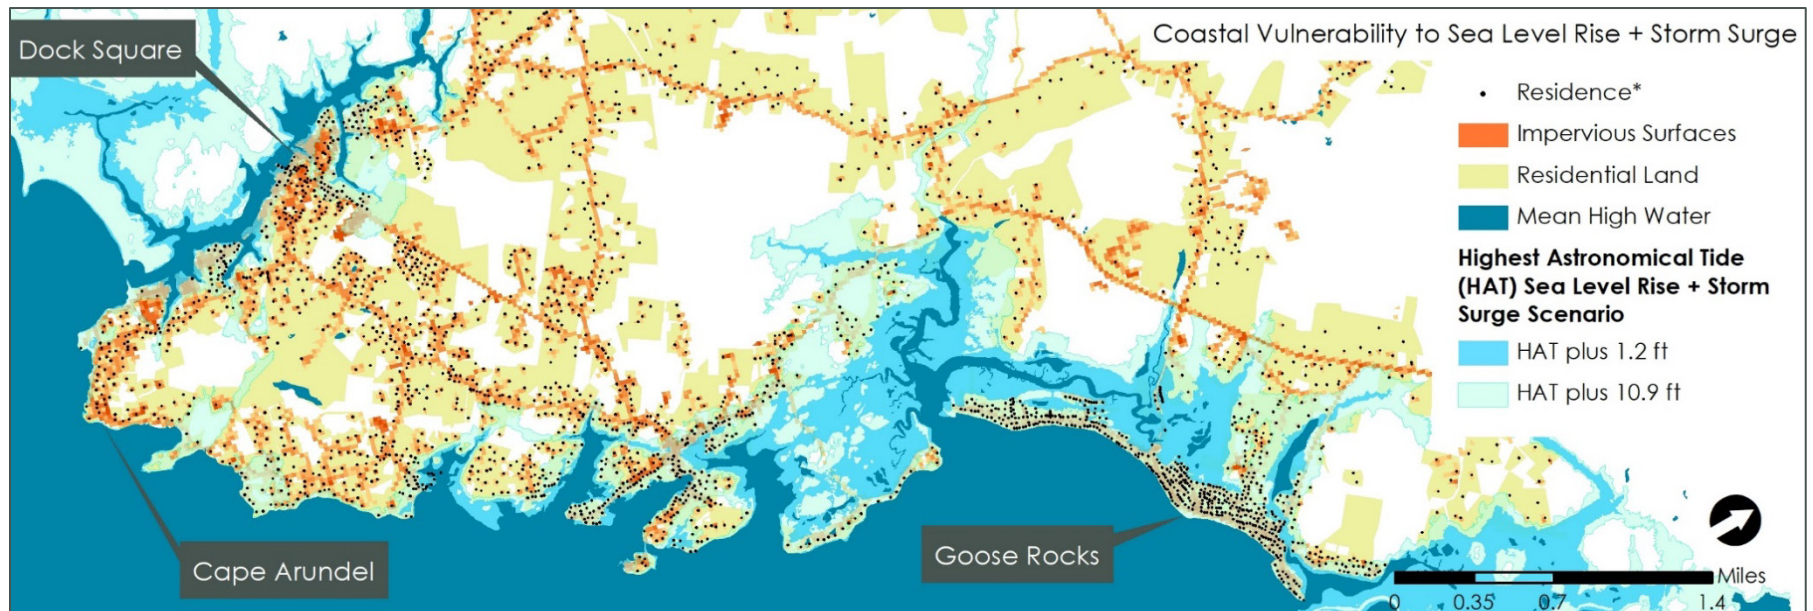 Dock Square
Coastal Vulnerability to Sea Level Rise + Storm Surge
Residence*
Impervious Surfaces
Residential Land
Mean High Water
Highest Astronomical Tide
(HAT) Sea Level Rise + Storm
Surge Scenario
HAT plus 1.2 ft
HAT plus 10.9 ft
Goose Rocks
Cape Arundel
Miles
0 0.35 0.7 1.4